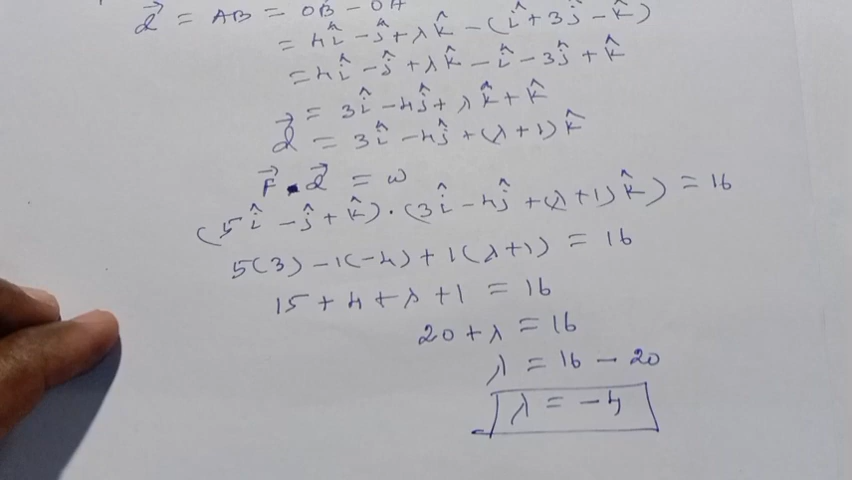 d⃗ = AB = OB − OA
= 4î − ĵ + λk̂ − (î + 3ĵ − k̂)
= 4î − ĵ + λk̂ − î − 3ĵ + k̂
= 3î − 4ĵ + λk̂ + k̂
d⃗ = 3î − 4ĵ + (λ + 1)k̂
F⃗ . d⃗ = w
(5î − ĵ + k̂) . (3î − 4ĵ + (λ + 1)k̂) = 16
5(3) − 1(−4) + 1(λ + 1) = 16
15 + 4 + λ + 1 = 16
20 + λ = 16
λ = 16 − 20
λ = −4